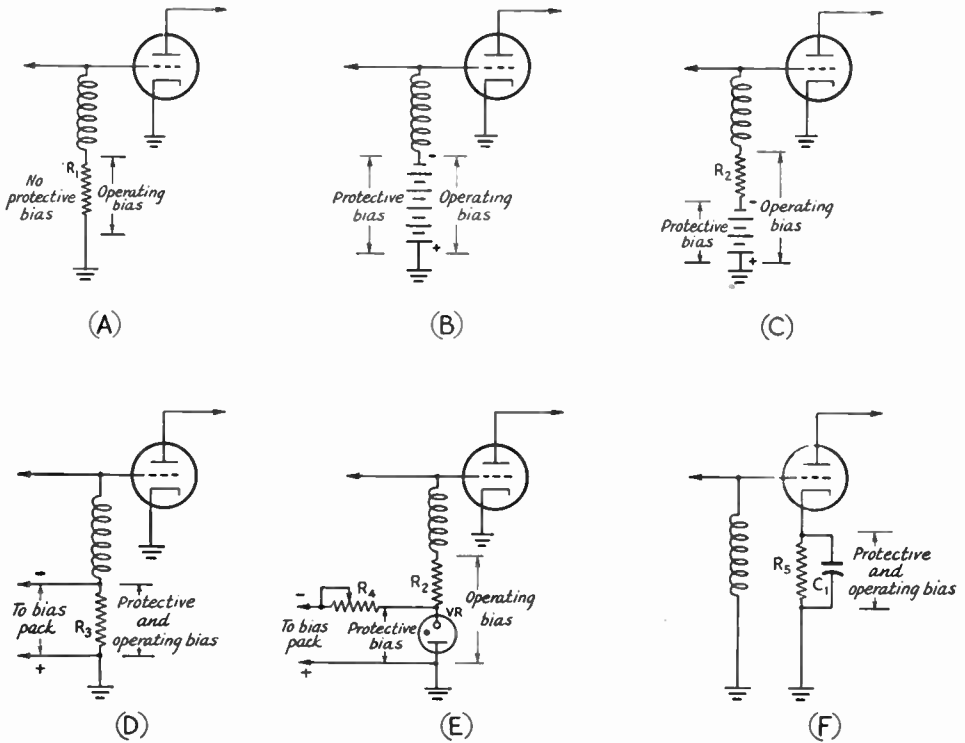 R1
No
protective
bias
Operating
bias
(A)
-
Protective
bias
Operating
bias
+
(B)
R2
-
Protective
bias
Operating
bias
+
(C)
-
To bias
pack
R3
Protective
and
operating bias
+
(D)
-
R4
R2
VR
To bias
pack
Protective
bias
Operating
bias
+
(E)
R5
C1
Protective
and
operating bias
(F)